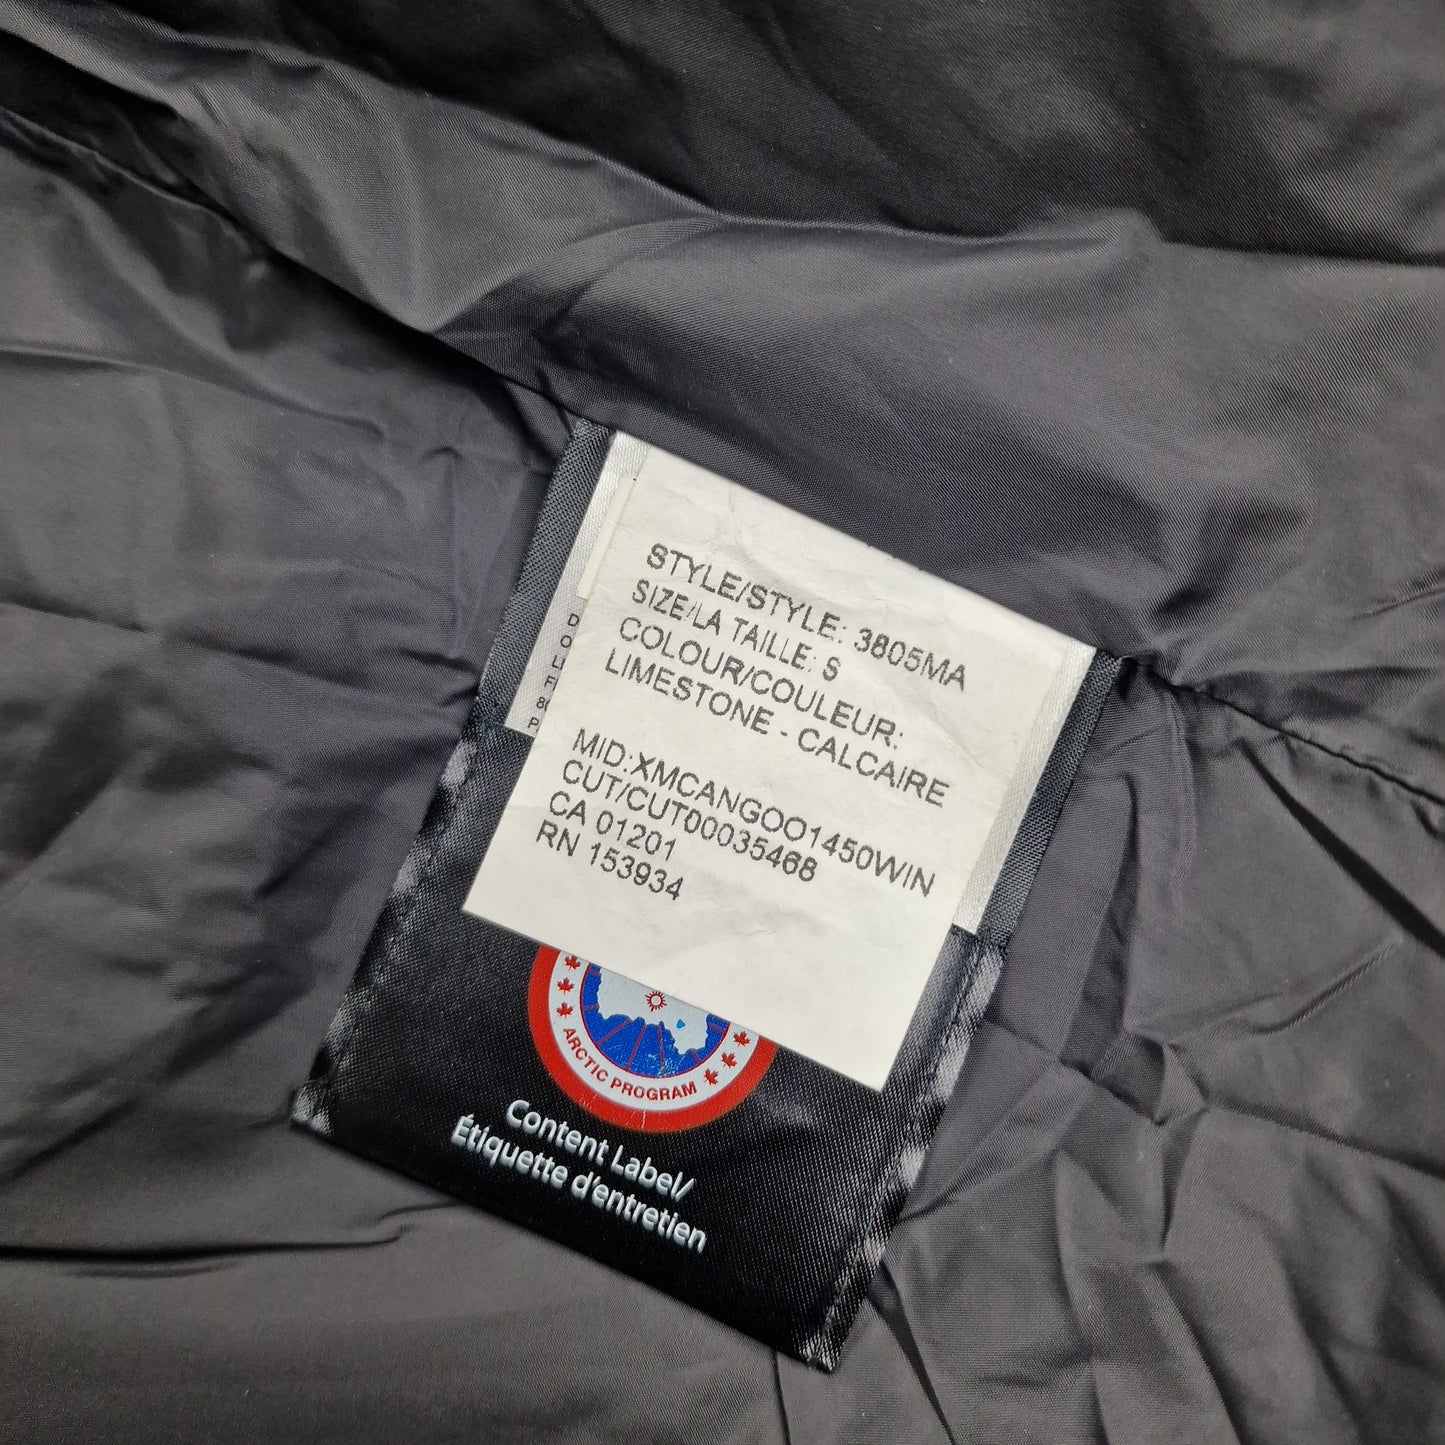 STYLE/STYLE: 3805MA
SIZE/LA TAILLE: S
COLOUR/COULEUR:
LIMESTONE - CALCAIRE
MID:XMCANGOO1450WIN
CUT/CUT00035468
CA 01201
RN 153934
ARCTIC PROGRAM
Content Label/
Étiquette d'entretien